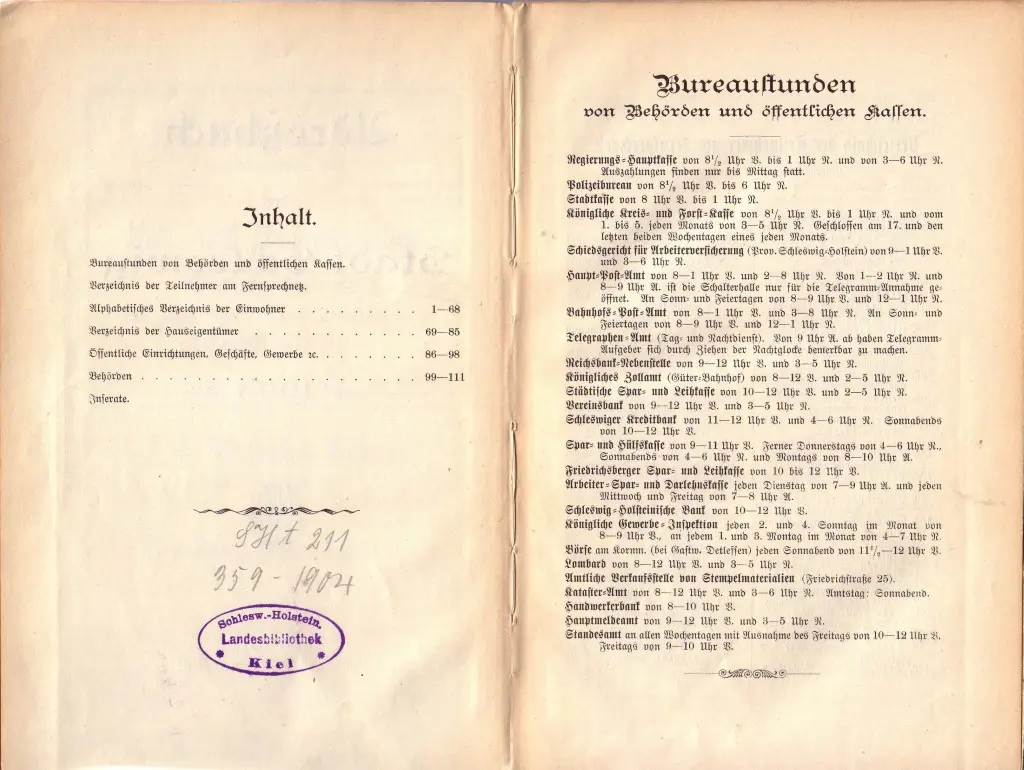 Inhalt.
Bureaustunden von Behörden und öffentlichen Kassen.
Verzeichnis der Teilnehmer am Fernsprechnetz.
Alphabetisches Verzeichnis der Einwohner . . . . . . . . . 1—68
Verzeichnis der Hauseigentümer . . . . . . . . . . . . 69—85
Öffentliche Einrichtungen, Geschäfte, Gewerbe ꝛc. . . . . . . . 86—98
Behörden . . . . . . . . . . . . . . . . . . . . 99—111
Inserate.
SHt 211
359-1904
Schlesw.-Holstein.
Landesbibliothek
* Kiel *
Bureaustunden
von Behörden und öffentlichen Kassen.
Regierungs-Hauptkasse von 8¹/₂ Uhr V. bis 1 Uhr N. und von 3—6 Uhr N.
Auszahlungen finden nur bis Mittag statt.
Polizeibureau von 8¹/₂ Uhr V. bis 6 Uhr N.
Stadtkasse von 8 Uhr V. bis 1 Uhr N.
Königliche Kreis- und Forst-Kasse von 8¹/₂ Uhr V. bis 1 Uhr N. und vom
1. bis 5. jeden Monats von 3—5 Uhr N. Geschlossen am 17. und den
letzten beiden Wochentagen eines jeden Monats.
Schiedsgericht für Arbeiterversicherung (Prov. Schleswig-Holstein) von 9—1 Uhr V.
und 3—6 Uhr N.
Haupt-Post-Amt von 8—1 Uhr V. und 2—8 Uhr N. Von 1—2 Uhr N. und
8—9 Uhr A. ist die Schalterhalle nur für die Telegramm-Annahme ge-
öffnet. An Sonn- und Feiertagen von 8—9 Uhr V. und 12—1 Uhr N.
Bahnhofs-Post-Amt von 8—1 Uhr V. und 3—8 Uhr N. An Sonn- und
Feiertagen von 8—9 Uhr V. und 12—1 Uhr N.
Telegraphen-Amt (Tag- und Nachtdienst). Von 9 Uhr A. ab haben Telegramm-
Aufgeber sich durch Ziehen der Nachtglocke bemerkbar zu machen.
Reichsbank-Nebenstelle von 9—12 Uhr V. und 3—5 Uhr N.
Königliches Zollamt (Güter-Bahnhof) von 8—12 Uhr V. und 2—5 Uhr N.
Städtische Spar- und Leihkasse von 10—12 Uhr V. und 2—5 Uhr N.
Vereinsbank von 9—12 Uhr V. und 3—5 Uhr N.
Schleswiger Kreditbank von 11—12 Uhr V. und 4—6 Uhr N. Sonnabends
von 10—12 Uhr V.
Spar- und Hülfskasse von 9—11 Uhr V. Ferner Donnerstags von 4—6 Uhr N.,
Sonnabends von 4—6 Uhr N. und Montags von 8—10 Uhr A.
Friedrichsberger Spar- und Leihkasse von 10 bis 12 Uhr V.
Arbeiter-Spar- und Darlehnskasse jeden Dienstag von 7—9 Uhr A. und jeden
Mittwoch und Freitag von 7—8 Uhr A.
Schleswig-Holsteinische Bank von 10—12 Uhr V.
Königliche Gewerbe-Inspektion jeden 2. und 4. Sonntag im Monat von
8—9 Uhr V., an jedem 1. und 3. Montag im Monat von 4—7 Uhr N.
Börse am Kornm. (bei Gastw. Detlefsen) jeden Sonnabend von 11¹/₂—12 Uhr V.
Lombard von 8—12 Uhr V. und 3—5 Uhr N.
Amtliche Verkaufsstelle von Stempelmaterialien (Friedrichstraße 25).
Kataster-Amt von 8—12 Uhr V. und 3—6 Uhr N. Amtstag: Sonnabend.
Handwerkerbank von 8—10 Uhr V.
Hauptmeldeamt von 9—12 Uhr V. und 3—5 Uhr N.
Standesamt an allen Wochentagen mit Ausnahme des Freitags von 10—12 Uhr V.
Freitags von 9—10 Uhr V.